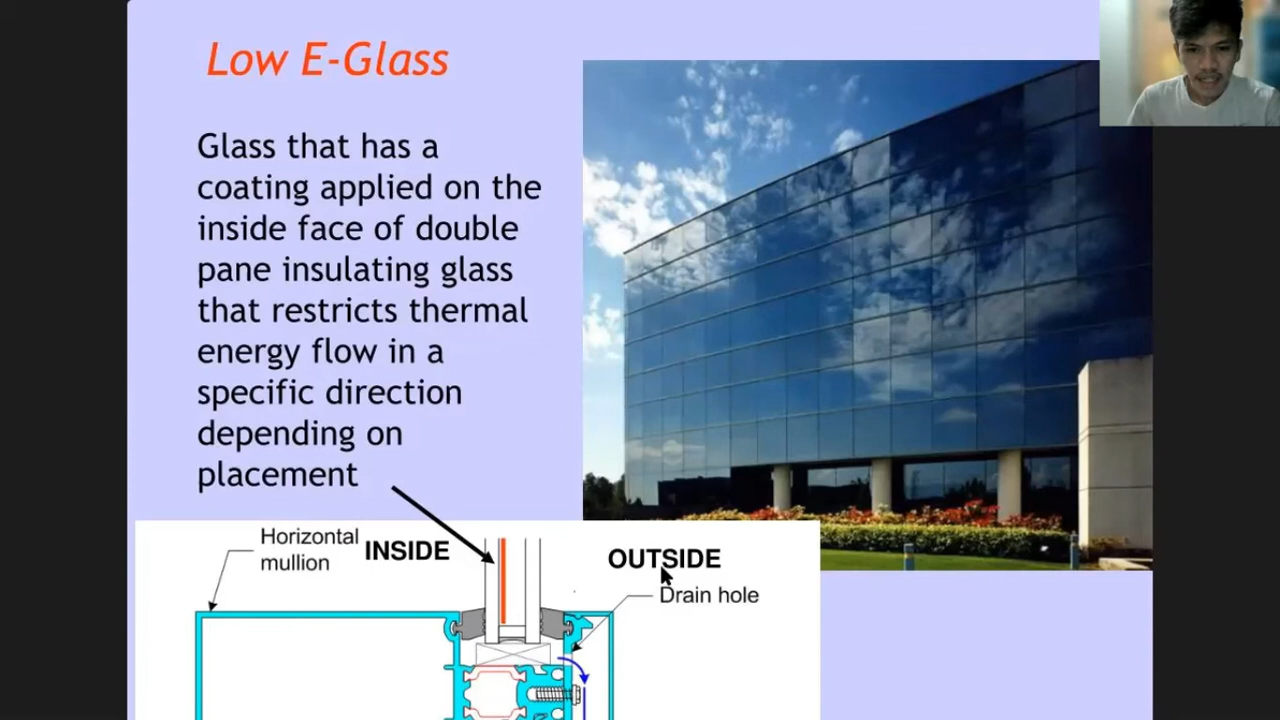 Low E-Glass
Glass that has a
coating applied on the
inside face of double
pane insulating glass
that restricts thermal
energy flow in a
specific direction
depending on
placement
Horizontal
mullion
INSIDE
OUTSIDE
Drain hole